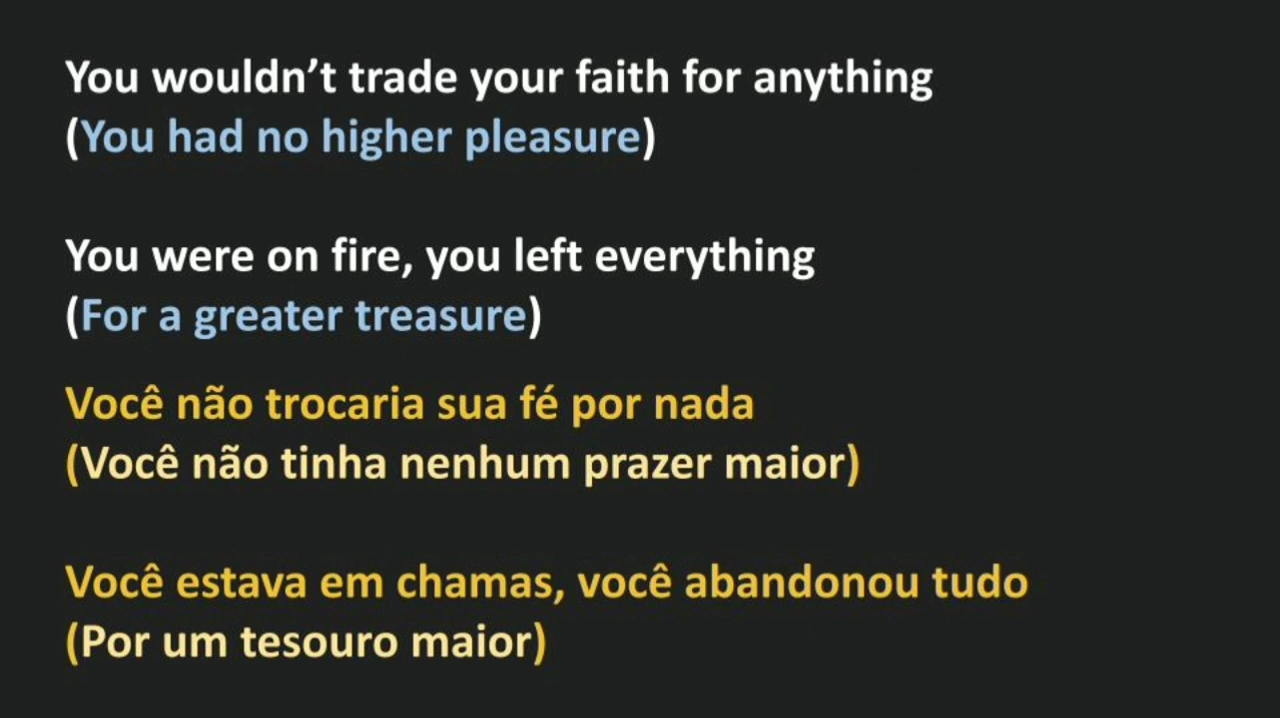 You wouldn’t trade your faith for anything
(You had no higher pleasure)
You were on fire, you left everything
(For a greater treasure)
Você não trocaria sua fé por nada
(Você não tinha nenhum prazer maior)
Você estava em chamas, você abandonou tudo
(Por um tesouro maior)